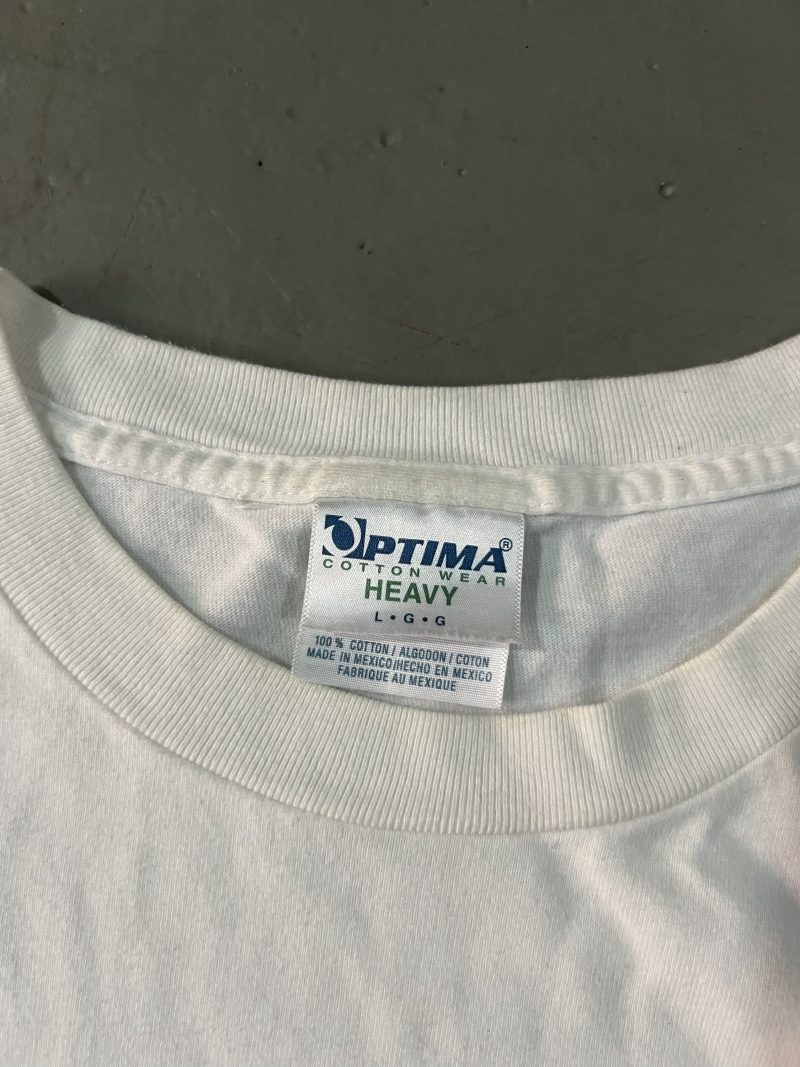 OPTIMA®
COTTON WEAR
HEAVY
L • G • G
100 % COTTON / ALGODON / COTON
MADE IN MEXICO/HECHO EN MEXICO
FABRIQUE AU MEXIQUE